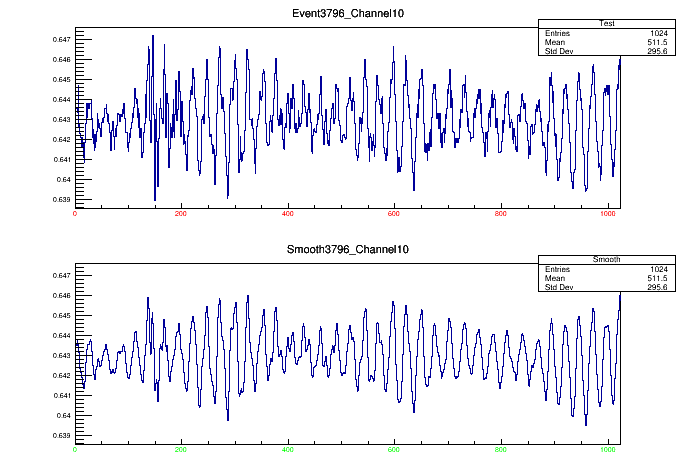 Event3796_Channel10
Test
Entries 1024
Mean 511.5
Std Dev 295.6
0.647
0.646
0.645
0.644
0.643
0.642
0.641
0.64
0.639
0 200 400 600 800 1000
Smooth3796_Channel10
Smooth
Entries 1024
Mean 511.5
Std Dev 295.6
0.647
0.646
0.645
0.644
0.643
0.642
0.641
0.64
0.639
0 200 400 600 800 1000